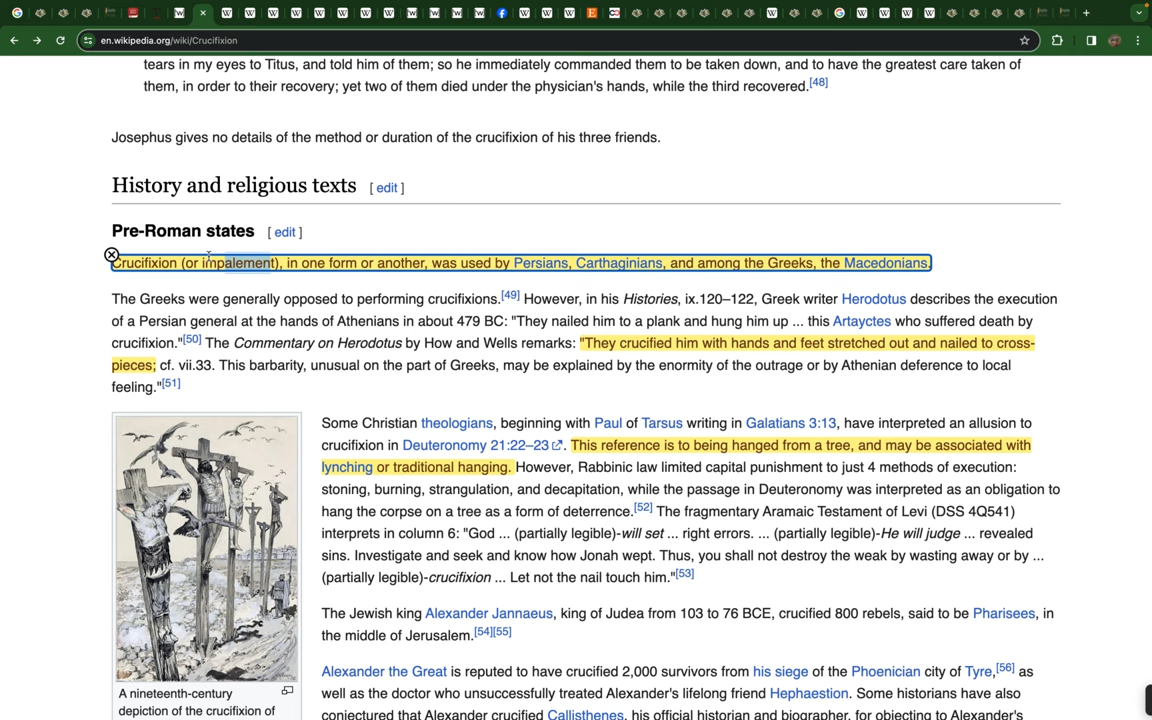 en.wikipedia.org/wiki/Crucifixion
tears in my eyes to Titus, and told him of them; so he immediately commanded them to be taken down, and to have the greatest care taken of
them, in order to their recovery; yet two of them died under the physician's hands, while the third recovered.[48]
Josephus gives no details of the method or duration of the crucifixion of his three friends.
History and religious texts [ edit ]
Pre-Roman states [ edit ]
Crucifixion (or impalement), in one form or another, was used by Persians, Carthaginians, and among the Greeks, the Macedonians.
The Greeks were generally opposed to performing crucifixions.[49] However, in his Histories, ix.120–122, Greek writer Herodotus describes the execution
of a Persian general at the hands of Athenians in about 479 BC: "They nailed him to a plank and hung him up ... this Artayctes who suffered death by
crucifixion."[50] The Commentary on Herodotus by How and Wells remarks: "They crucified him with hands and feet stretched out and nailed to cross-
pieces; cf. vii.33. This barbarity, unusual on the part of Greeks, may be explained by the enormity of the outrage or by Athenian deference to local
feeling."[51]
Some Christian theologians, beginning with Paul of Tarsus writing in Galatians 3:13, have interpreted an allusion to
crucifixion in Deuteronomy 21:22–23. This reference is to being hanged from a tree, and may be associated with
lynching or traditional hanging. However, Rabbinic law limited capital punishment to just 4 methods of execution:
stoning, burning, strangulation, and decapitation, while the passage in Deuteronomy was interpreted as an obligation to
hang the corpse on a tree as a form of deterrence.[52] The fragmentary Aramaic Testament of Levi (DSS 4Q541)
interprets in column 6: "God ... (partially legible)-will set ... right errors. ... (partially legible)-He will judge ... revealed
sins. Investigate and seek and know how Jonah wept. Thus, you shall not destroy the weak by wasting away or by ...
(partially legible)-crucifixion ... Let not the nail touch him."[53]
The Jewish king Alexander Jannaeus, king of Judea from 103 to 76 BCE, crucified 800 rebels, said to be Pharisees, in
the middle of Jerusalem.[54][55]
Alexander the Great is reputed to have crucified 2,000 survivors from his siege of the Phoenician city of Tyre,[56] as
well as the doctor who unsuccessfully treated Alexander's lifelong friend Hephaestion. Some historians have also
conjectured that Alexander crucified Callisthenes, his official historian and biographer, for objecting to Alexander's
A nineteenth-century
depiction of the crucifixion of